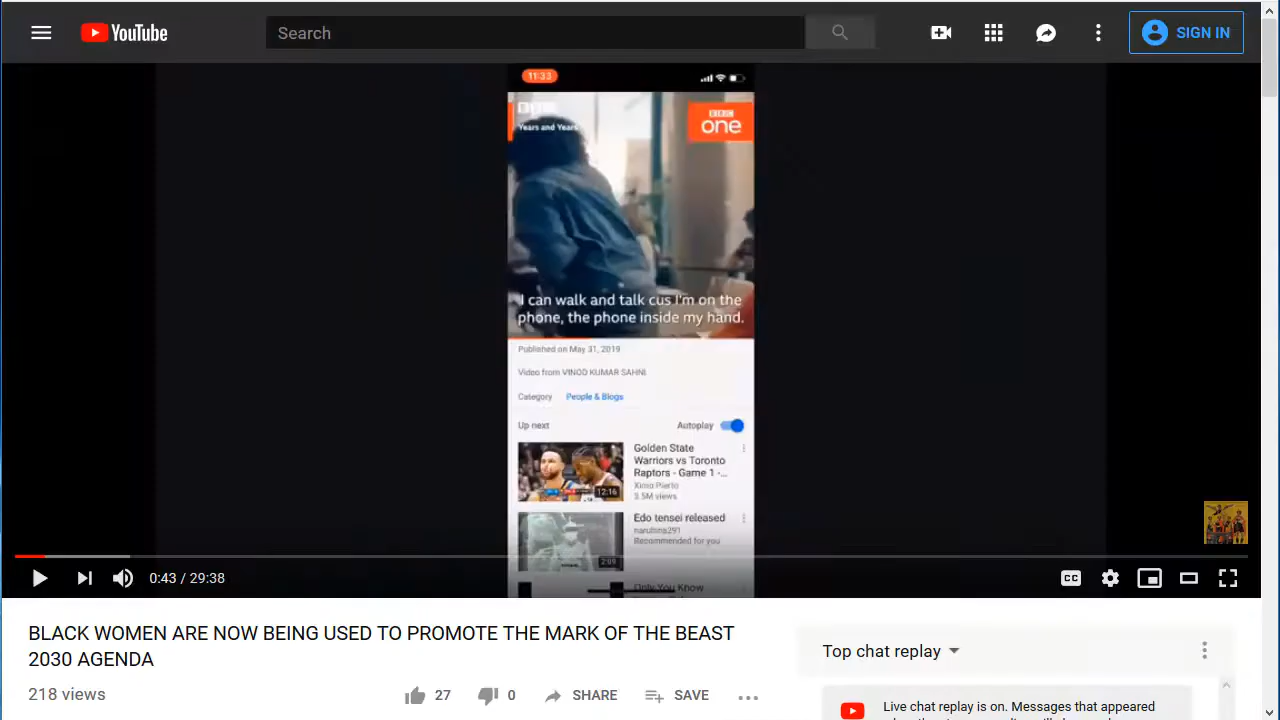 YouTube
Search
SIGN IN
11:33
Years and Years
BBC
one
I can walk and talk cus I'm on the
phone, the phone inside my hand.
Published on May 31, 2019
Video from VINOD KUMAR SAHNI
Category People & Blogs
Up next Autoplay
Golden State
Warriors vs Toronto
Raptors - Game 1 -...
Ximo Pierto
3.5M views
12:16
Edo tensei released
narultina291
Recommended for you
2:09
Only You Know
0:43 / 29:38
CC
BLACK WOMEN ARE NOW BEING USED TO PROMOTE THE MARK OF THE BEAST
2030 AGENDA
218 views
27
0
SHARE
SAVE
Top chat replay
Live chat replay is on. Messages that appeared